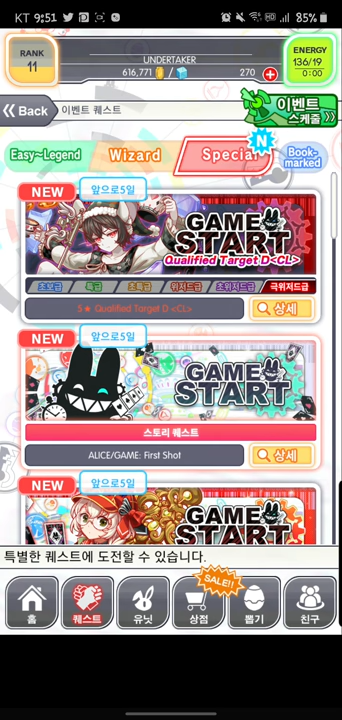 KT 9:51
85%
RANK
11
UNDERTAKER
616,771 / 270
ENERGY
136/19
0:00
Back
이벤트 퀘스트
이벤트
스케줄
Easy~Legend
Wizard
Special
N
Book-
marked
NEW
앞으로5일
GAME
START
Qualified Target D<CL>
초보급
특급
초특급
위저드급
초위저드급
극위저드급
5★ Qualified Target D <CL>
상세
NEW
앞으로5일
GAME
START
스토리 퀘스트
ALICE/GAME: First Shot
상세
NEW
앞으로5일
GAME
START
특별한 퀘스트에 도전할 수 있습니다.
SALE!
홈
퀘스트
유닛
상점
뽑기
친구